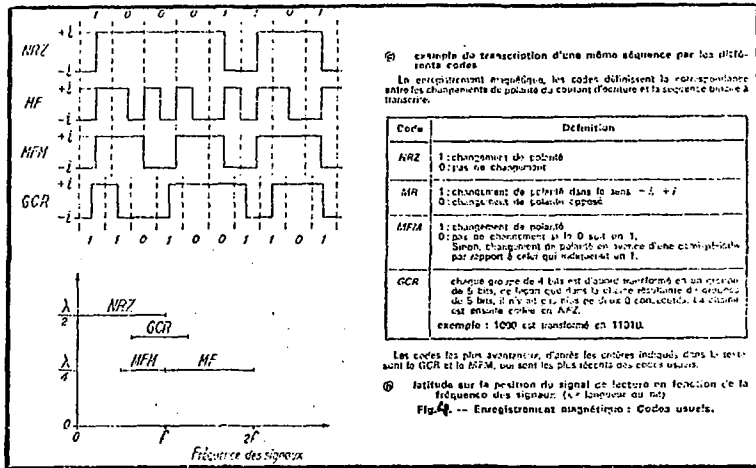 1 0 0 0 1 1 0 1
NRZ +i -i
MF +i -i
MFM +i -i
GCR +i -i
1 1 0 1 0 1 1 0 1
λ/2 NRZ
GCR
λ/4 MFM MF
0 F 2F
Fréquence des signaux
exemple de transcription d'une même séquence par les diffé-
rents codes
En enregistrement magnétique, les codes définissent la correspondance
entre les changements de polarité du courant d'écriture et la séquence binaire à
transcrire.
Code Définition
NRZ 1 : changement de polarité
0 : pas de changement
MR 1 : changement de polarité dans le sens -i, +i
0 : changement de polarité opposé
MFM 1 : changement de polarité
0 : pas de changement si le 0 suit un 1.
Sinon, changement de polarité en avance d'une demi-période
par rapport à celui qui indiquerait un 1.
GCR chaque groupe de 4 bits est d'abord transformé en un groupe
de 5 bits, de façon que dans la chaîne résultante de groupes
de 5 bits, il n'y ait pas plus de deux 0 consécutifs. La chaîne
est ensuite codée en NRZ.
exemple : 1000 est transformé en 11010.
Les codes les plus avantageux, d'après les critères indiqués dans le texte
sont le GCR et le MFM, qui sont les plus récents des codes usuels.
latitude sur la position du signal de lecture en fonction de la
fréquence des signaux
Fig. 4. -- Enregistrement magnétique : Codes usuels.